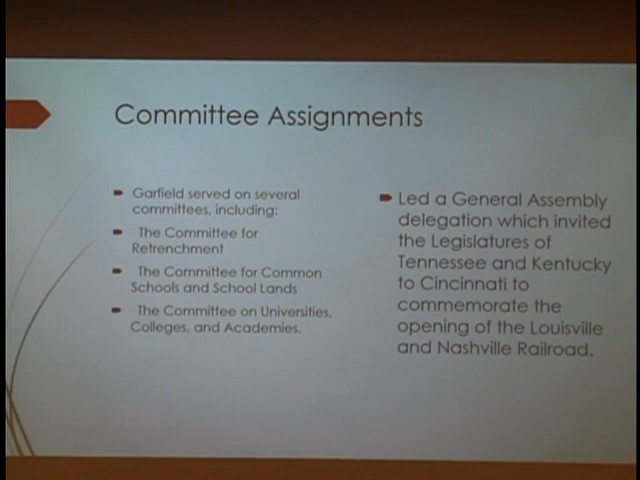 Committee Assignments
Garfield served on several
committees, including:
The Committee for
Retrenchment
The Committee for Common
Schools and School Lands
The Committee on Universities,
Colleges, and Academies.
Led a General Assembly
delegation which invited
the Legislatures of
Tennessee and Kentucky
to Cincinnati to
commemorate the
opening of the Louisville
and Nashville Railroad.